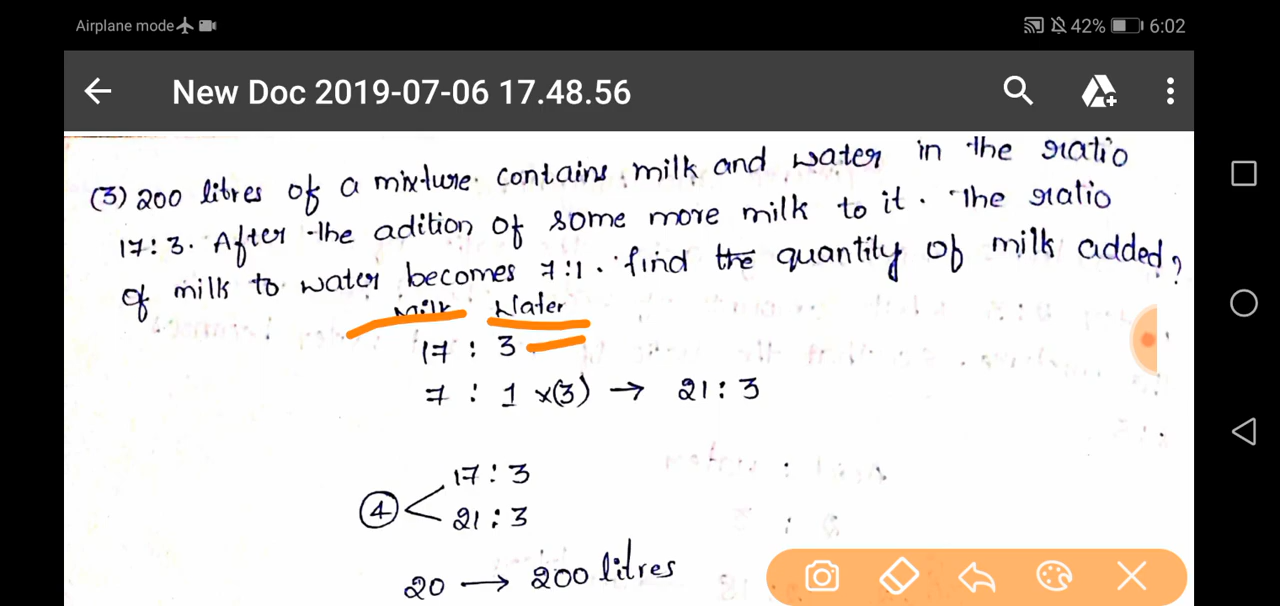 Airplane mode
42% 6:02
New Doc 2019-07-06 17.48.56
(3) 200 litres of a mixture contains milk and water in the ratio
17:3. After the adition of some more milk to it. The ratio
of milk to water becomes 7:1. find the quantity of milk added?
Milk Water
17 : 3
7 : 1 ×(3) → 21:3
17:3
④
21:3
20 → 200 litres